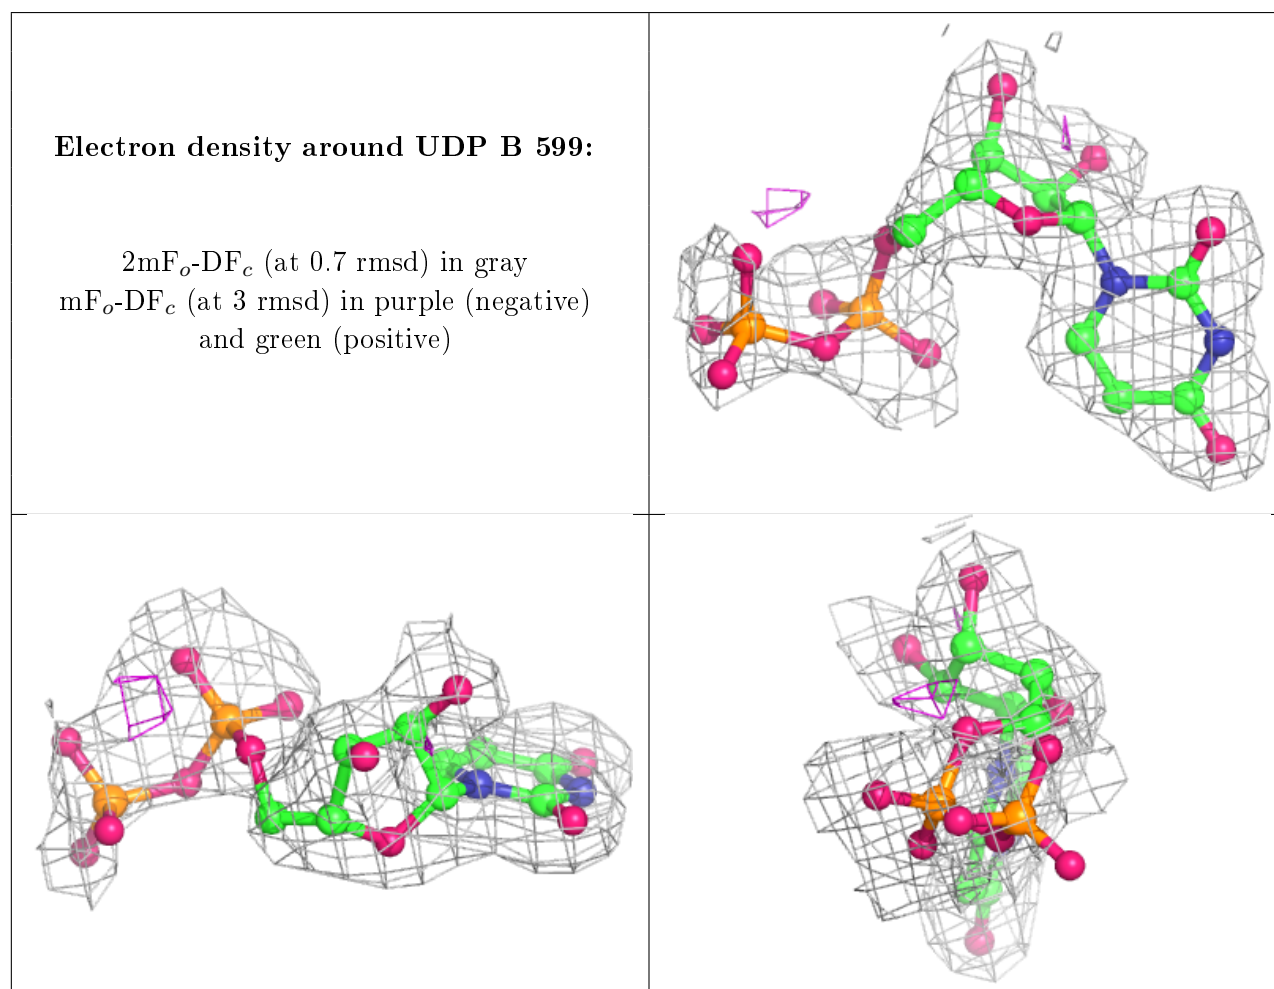 Electron density around UDP B 599:
2mFo-DFc (at 0.7 rmsd) in gray
mFo-DFc (at 3 rmsd) in purple (negative)
and green (positive)